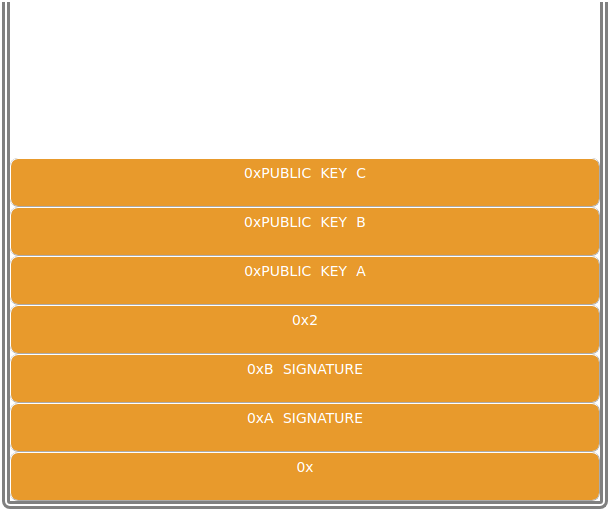 0xPUBLIC KEY C
0xPUBLIC KEY B
0xPUBLIC KEY A
0x2
0xB SIGNATURE
0xA SIGNATURE
0x